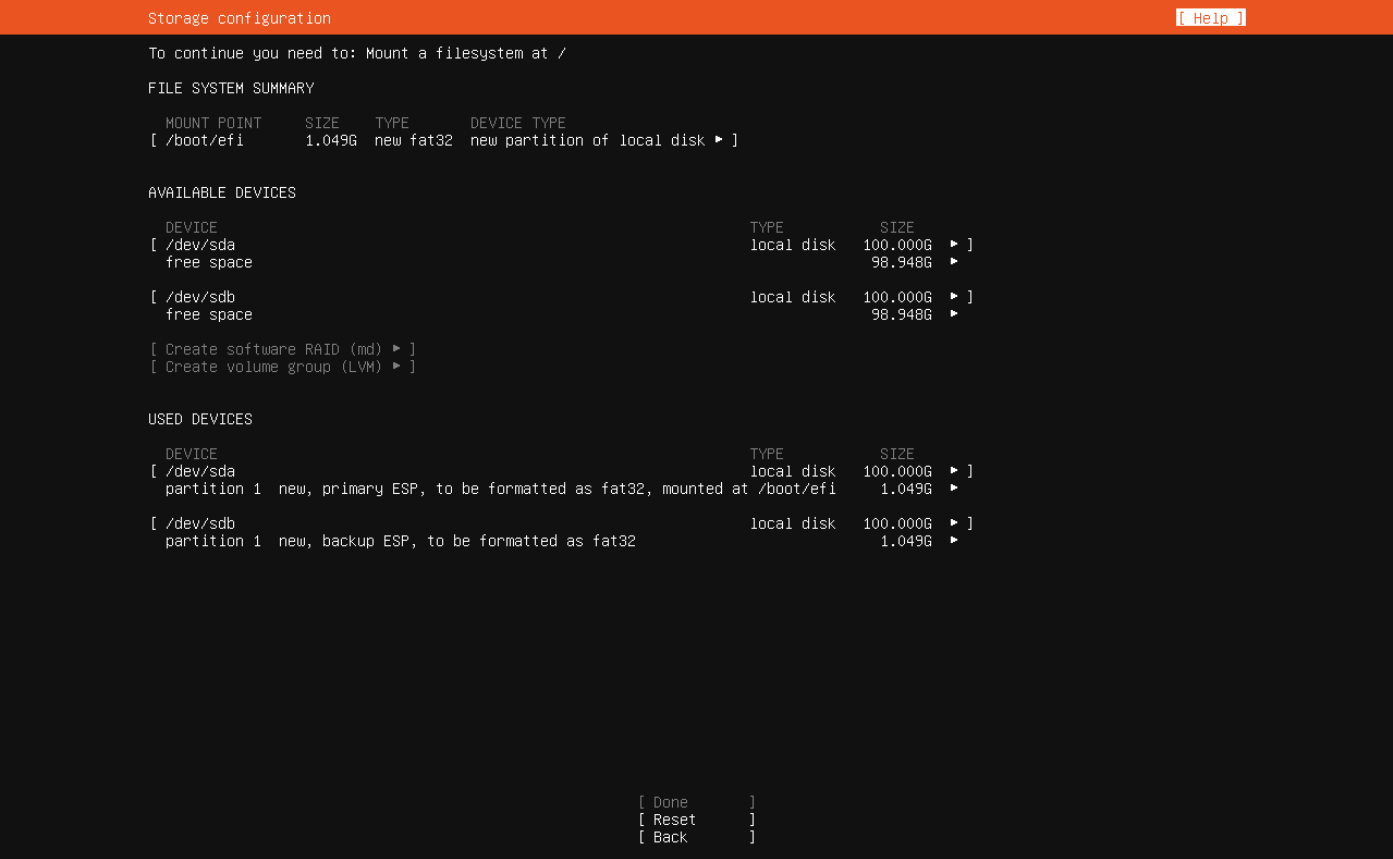 Storage configuration [ Help ]
To continue you need to: Mount a filesystem at /
FILE SYSTEM SUMMARY
MOUNT POINT SIZE TYPE DEVICE TYPE
[ /boot/efi 1.049G new fat32 new partition of local disk ▸ ]
AVAILABLE DEVICES
DEVICE TYPE SIZE
[ /dev/sda local disk 100.000G ▸ ]
free space 98.948G ▸
[ /dev/sdb local disk 100.000G ▸ ]
free space 98.948G ▸
[ Create software RAID (md) ▸ ]
[ Create volume group (LVM) ▸ ]
USED DEVICES
DEVICE TYPE SIZE
[ /dev/sda local disk 100.000G ▸ ]
partition 1 new, primary ESP, to be formatted as fat32, mounted at /boot/efi 1.049G ▸
[ /dev/sdb local disk 100.000G ▸ ]
partition 1 new, backup ESP, to be formatted as fat32 1.049G ▸
[ Done ]
[ Reset ]
[ Back ]